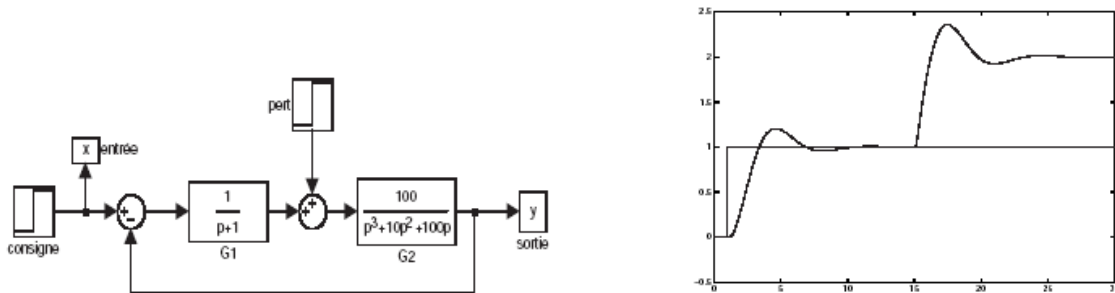 pert
x entrée
consigne
+
-
1
p+1
G1
+ +
100
p³+10p²+100p
G2
y
sortie
2.5
2
1.5
1
0.5
0
-0.5
0 5 10 15 20 25